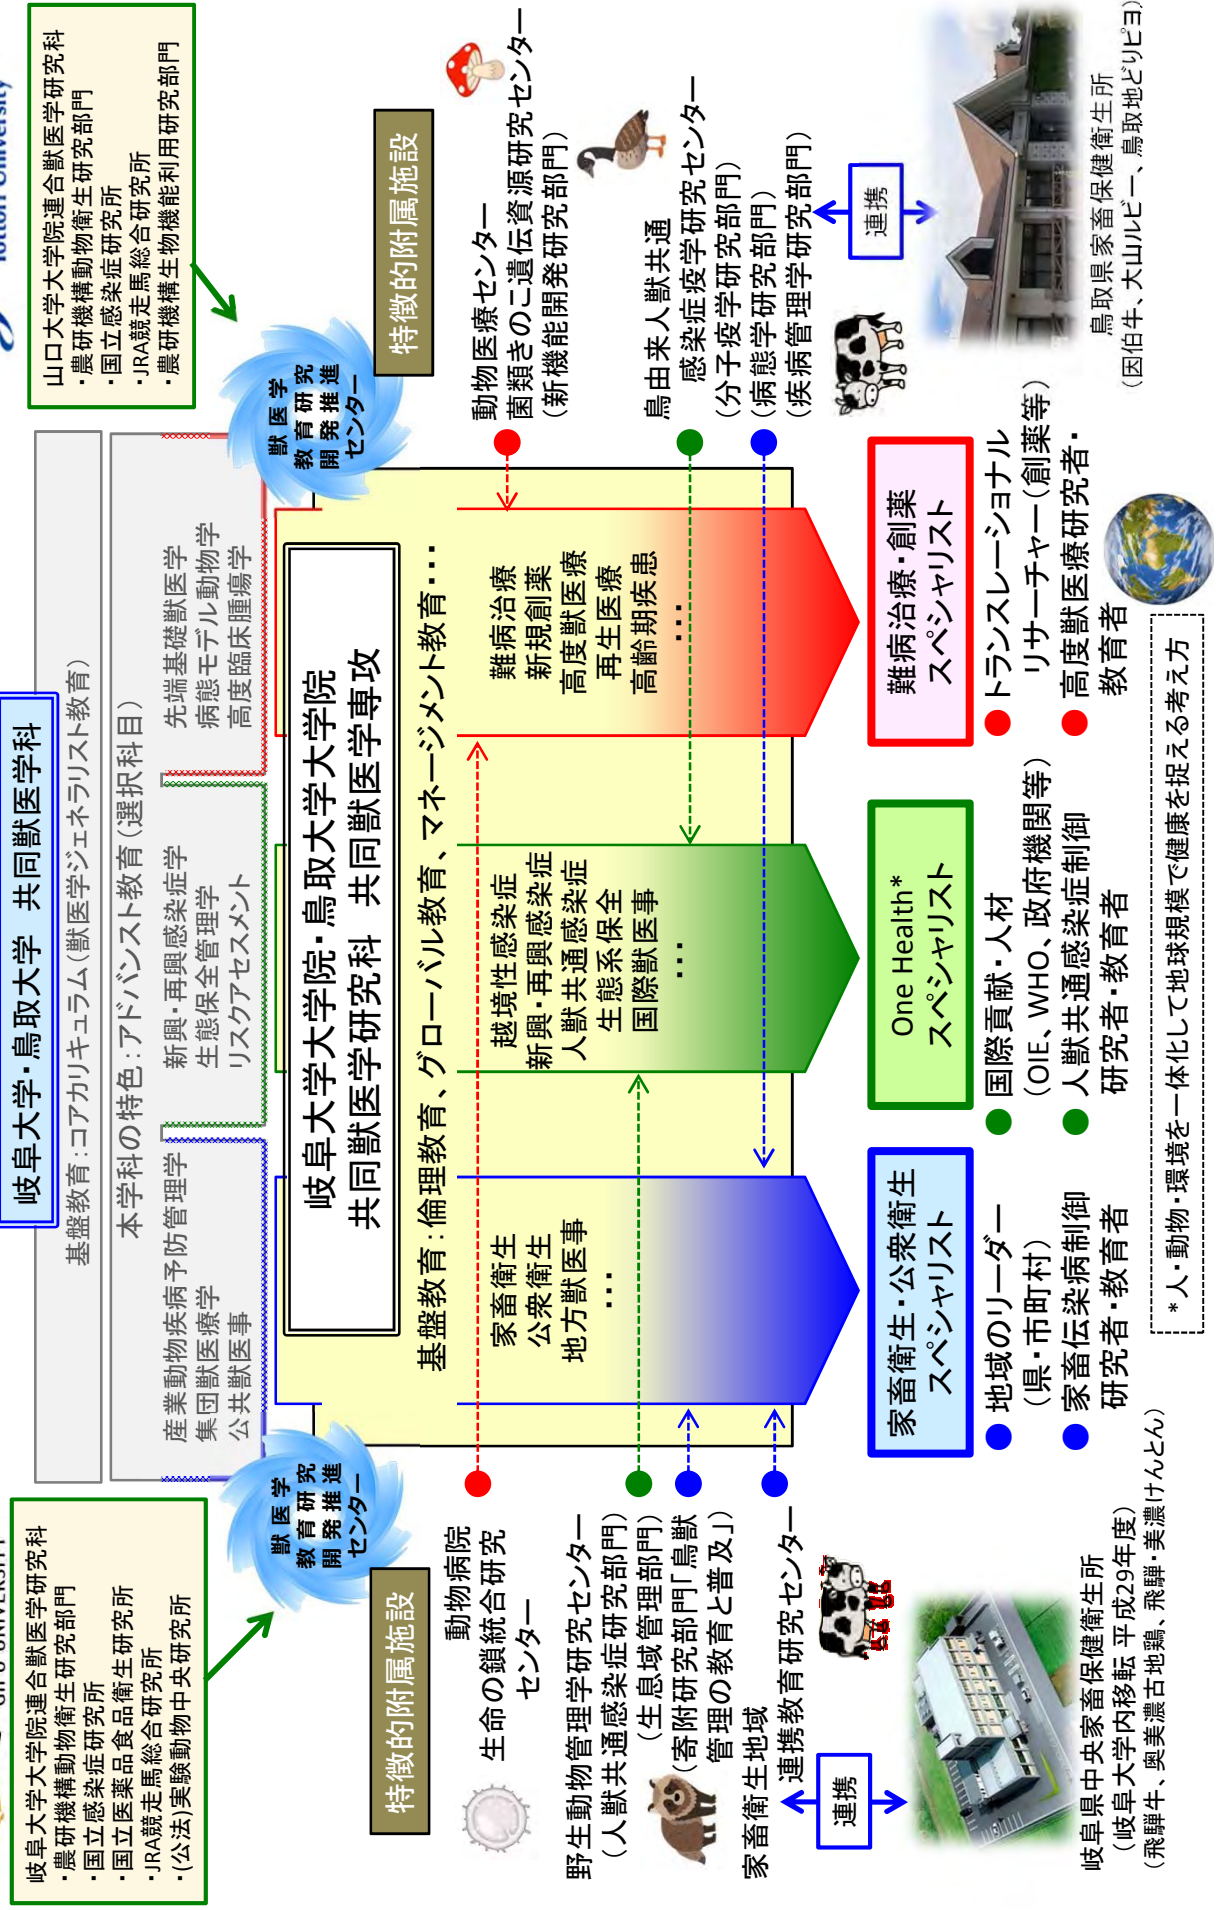 GIFU UNIVERSITY
Tottori University
岐阜大学・鳥取大学 共同獣医学科
基盤教育：コアカリキュラム（獣医学ジェネラリスト教育）
本学科の特色：アドバンスト教育（選択科目）
産業動物疾病予防管理学
集団獣医療学
公共獣医事
新興・再興感染症学
生態保全管理学
リスクアセスメント
先端基礎獣医学
病態モデル動物学
高度臨床腫瘍学
岐阜大学大学院連合獣医学研究科
・農研機構動物衛生研究部門
・国立感染症研究所
・国立医薬品食品衛生研究所
・JRA競走馬総合研究所
・(公法)実験動物中央研究所
山口大学大学院連合獣医学研究科
・農研機構動物衛生研究部門
・国立感染症研究所
・JRA競走馬総合研究所
・農研機構生物機能利用研究部門
獣医学
教育研究
開発推進
センター
獣医学
教育研究
開発推進
センター
岐阜大学大学院・鳥取大学大学院
共同獣医学研究科 共同獣医学専攻
基盤教育：倫理教育、グローバル教育、マネージメント教育・・・
家畜衛生
公衆衛生
地方獣医事
・・・
越境性感染症
新興・再興感染症
人獣共通感染症
生態系保全
国際獣医事
・・・
難病治療
新規創薬
高度獣医療
再生医療
高齢期疾患
・・・
特徴的附属施設
動物病院
生命の鎖統合研究
センター
野生動物管理学研究センター
（人獣共通感染症研究部門）
（生息域管理部門）
（寄附研究部門「鳥獣
管理の教育と普及」）
家畜衛生地域
連携教育研究センター
連携
岐阜県中央家畜保健衛生所
（岐阜大学内移転 平成29年度）
（飛騨牛、奥美濃古地鶏、飛騨・美濃けんとん）
特徴的附属施設
動物医療センター
菌類きのこ遺伝資源研究センター
（新機能開発研究部門）
鳥由来人獣共通
感染症疫学研究センター
（分子疫学研究部門）
（病態学研究部門）
（疾病管理学研究部門）
連携
鳥取県家畜保健衛生所
（因伯牛、大山ルビー、鳥取地どりピヨ）
家畜衛生・公衆衛生
スペシャリスト
地域のリーダー
（県・市町村）
家畜伝染病制御
研究者・教育者
One Health*
スペシャリスト
国際貢献・人材
（OIE、WHO、政府機関等）
人獣共通感染症制御
研究者・教育者
難病治療・創薬
スペシャリスト
トランスレーショナル
リサーチャー（創薬等）
高度獣医療研究者・
教育者
*人・動物・環境を一体化して地球規模で健康を捉える考え方